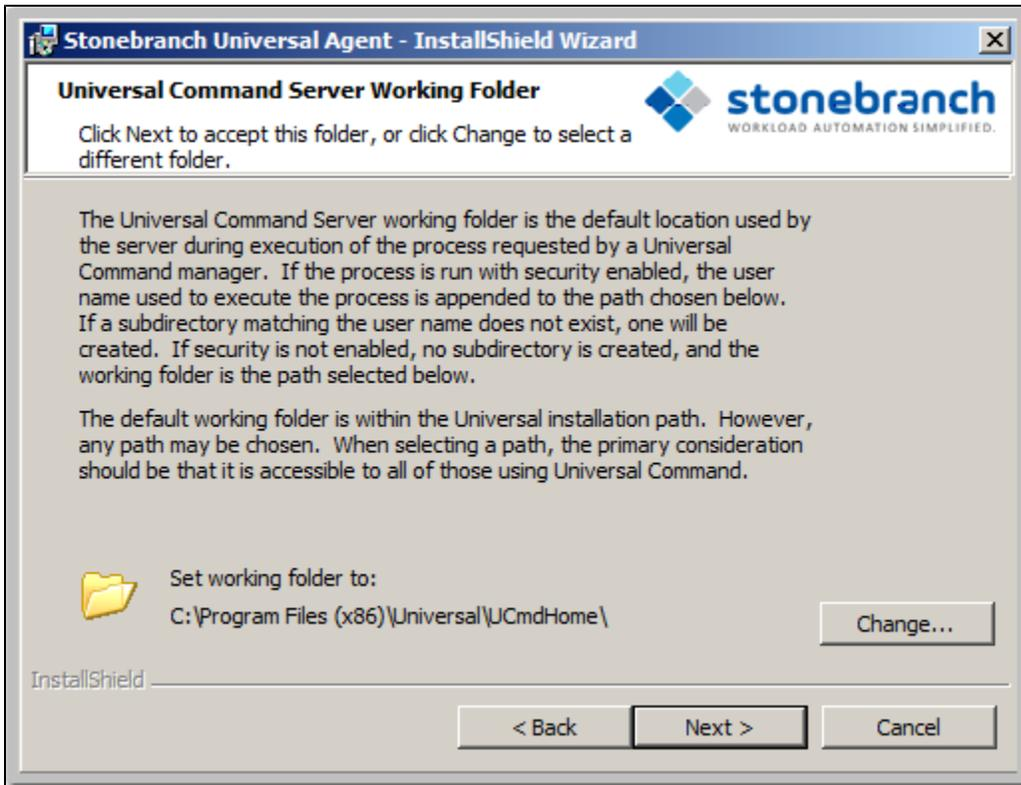 Stonebranch Universal Agent - InstallShield Wizard
Universal Command Server Working Folder
Click Next to accept this folder, or click Change to select a
different folder.
stonebranch
WORKLOAD AUTOMATION SIMPLIFIED.
The Universal Command Server working folder is the default location used by
the server during execution of the process requested by a Universal
Command manager.  If the process is run with security enabled, the user
name used to execute the process is appended to the path chosen below.
If a subdirectory matching the user name does not exist, one will be
created.  If security is not enabled, no subdirectory is created, and the
working folder is the path selected below.
The default working folder is within the Universal installation path.  However,
any path may be chosen.  When selecting a path, the primary consideration
should be that it is accessible to all of those using Universal Command.
Set working folder to:
C:\Program Files (x86)\Universal\UCmdHome\
Change...
InstallShield
< Back
Next >
Cancel